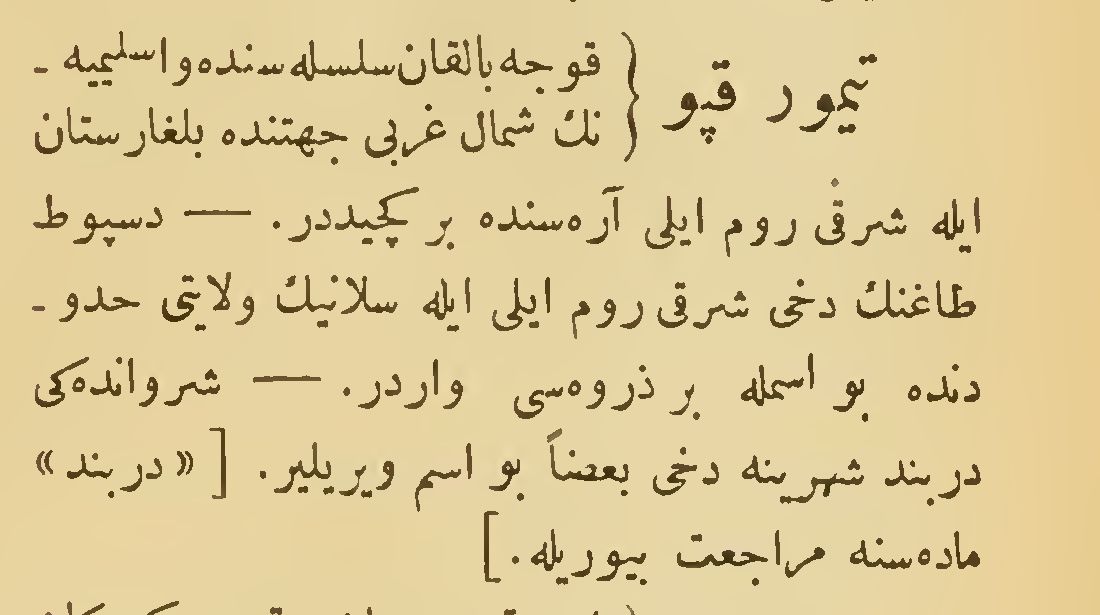 تیمور قپو { قوجه بالقان سلسله سنده و اسلیمیه -
نك شمال غربی جهتنده بلغارستان
ایله شرقی روم ایلی آره‌سنده بر کچیددر. — دسپوط
طاغنك دخی شرقی روم ایلی ایله سلانیك ولایتی حدو -
دنده بو اسمله بر ذروه‌سی واردر. — شروانده‌کی
دربند شهرینه دخی بعضاً بو اسم ویریلیر. [ «دربند»
ماده‌سنه مراجعت بیوریله. ]